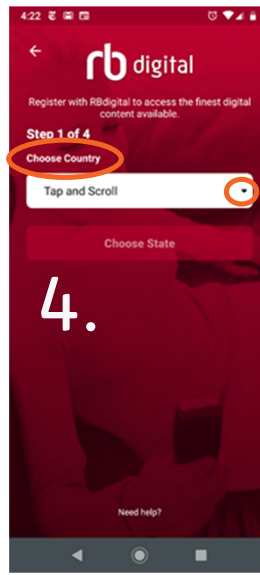 4:22
rb digital
Register with RBdigital to access the finest digital
content available.
Step 1 of 4
Choose Country
Tap and Scroll
Choose State
4.
Need help?